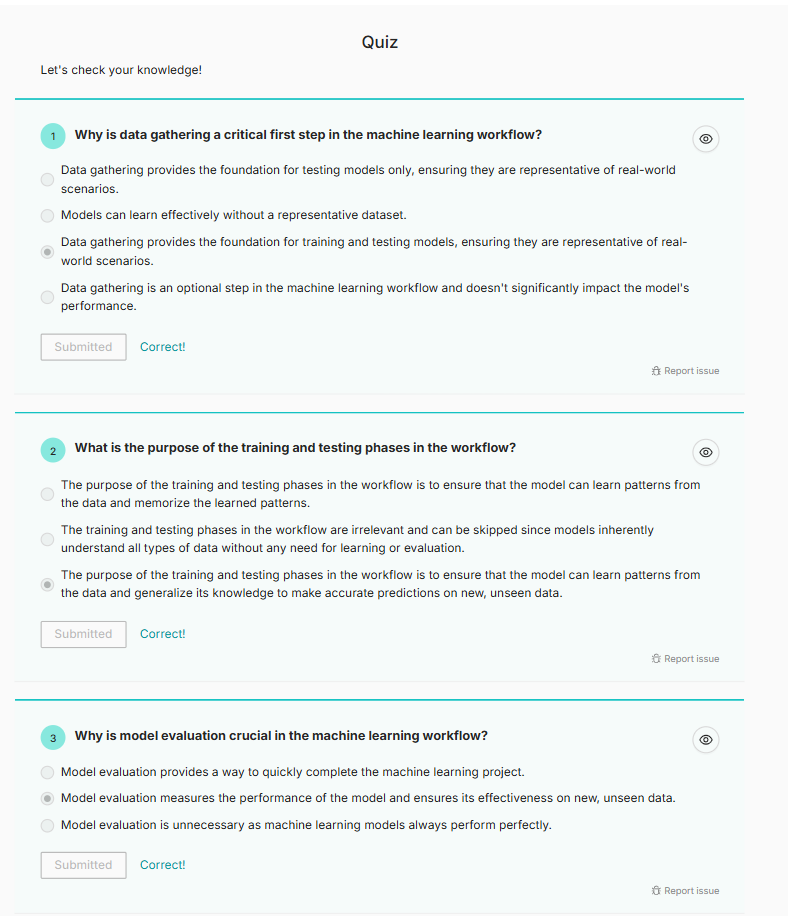 Quiz
Let's check your knowledge!
1
Why is data gathering a critical first step in the machine learning workflow?
Data gathering provides the foundation for testing models only, ensuring they are representative of real-world
scenarios.
Models can learn effectively without a representative dataset.
Data gathering provides the foundation for training and testing models, ensuring they are representative of real-
world scenarios.
Data gathering is an optional step in the machine learning workflow and doesn't significantly impact the model's
performance.
Submitted Correct!
Report issue
2
What is the purpose of the training and testing phases in the workflow?
The purpose of the training and testing phases in the workflow is to ensure that the model can learn patterns from
the data and memorize the learned patterns.
The training and testing phases in the workflow are irrelevant and can be skipped since models inherently
understand all types of data without any need for learning or evaluation.
The purpose of the training and testing phases in the workflow is to ensure that the model can learn patterns from
the data and generalize its knowledge to make accurate predictions on new, unseen data.
Submitted Correct!
Report issue
3
Why is model evaluation crucial in the machine learning workflow?
Model evaluation provides a way to quickly complete the machine learning project.
Model evaluation measures the performance of the model and ensures its effectiveness on new, unseen data.
Model evaluation is unnecessary as machine learning models always perform perfectly.
Submitted Correct!
Report issue